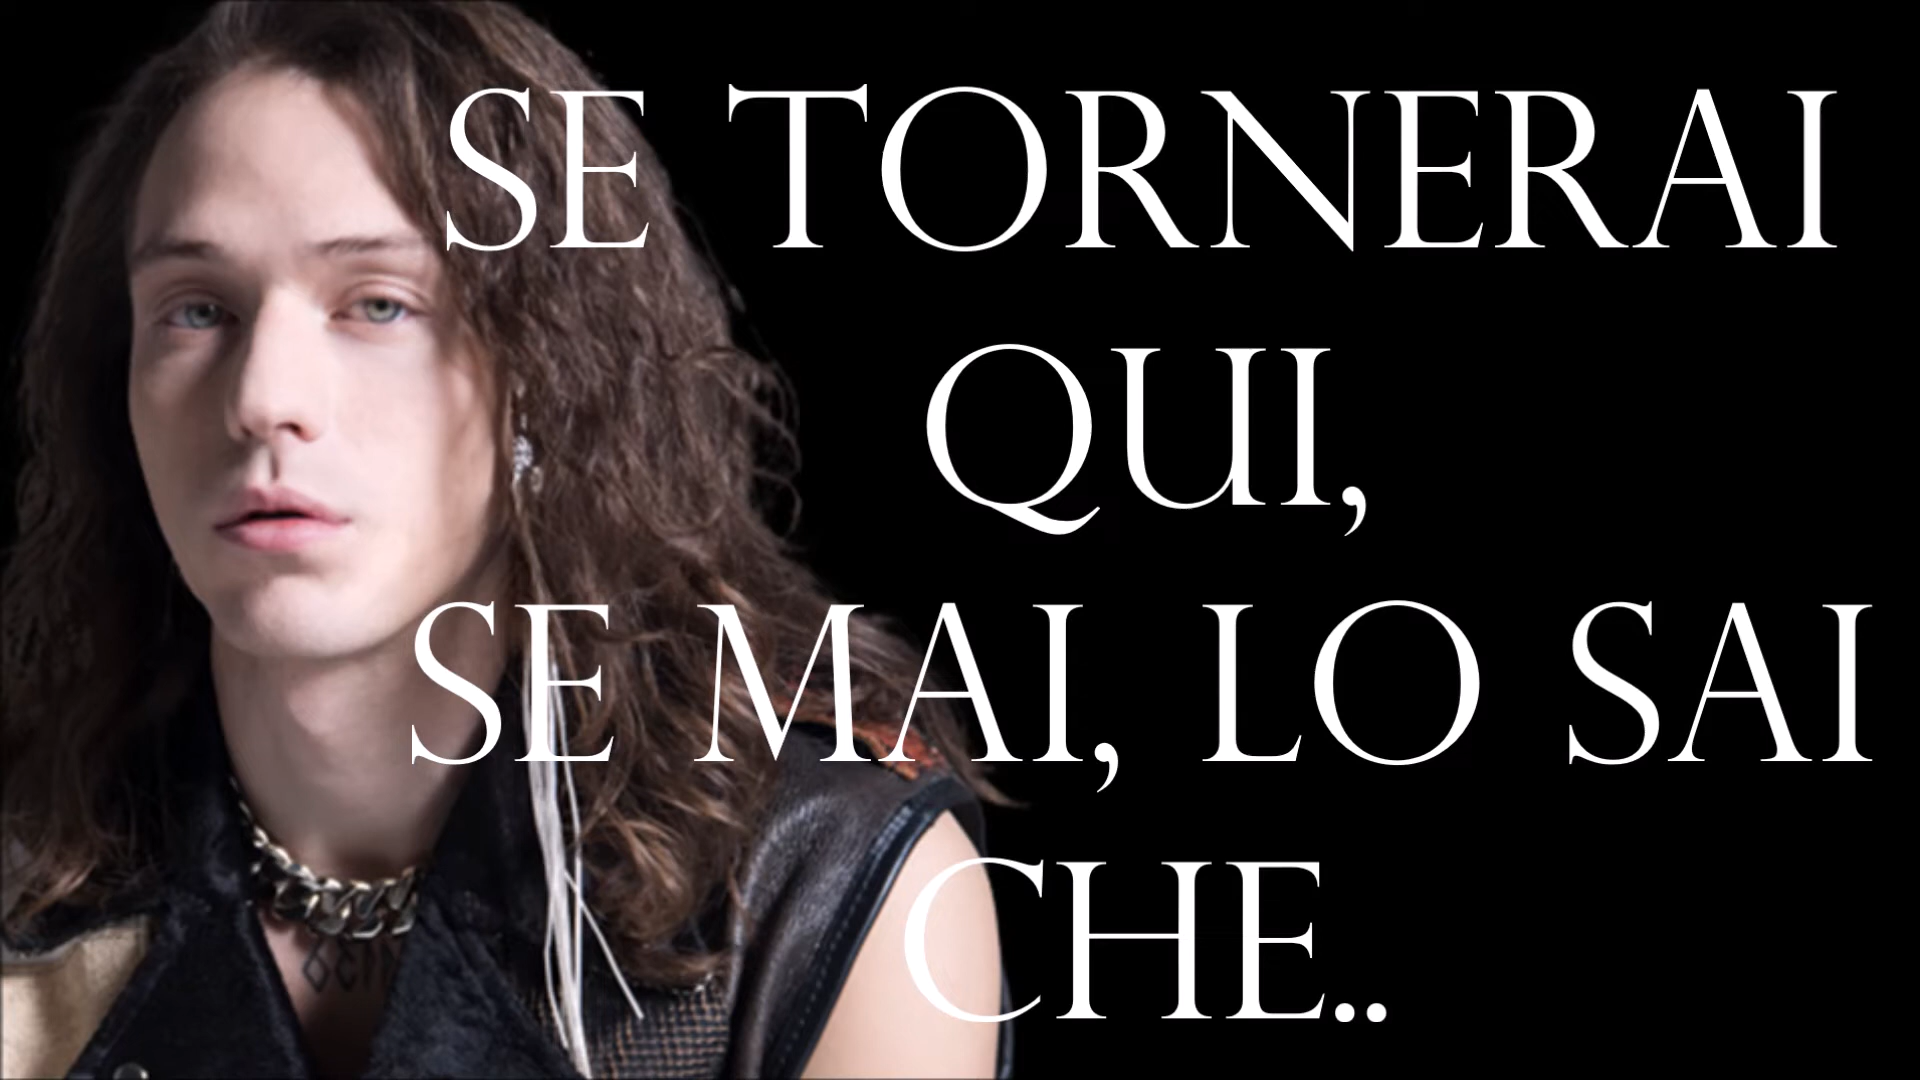 SE TORNERAI
QUI,
SE MAI, LO SAI
CHE..